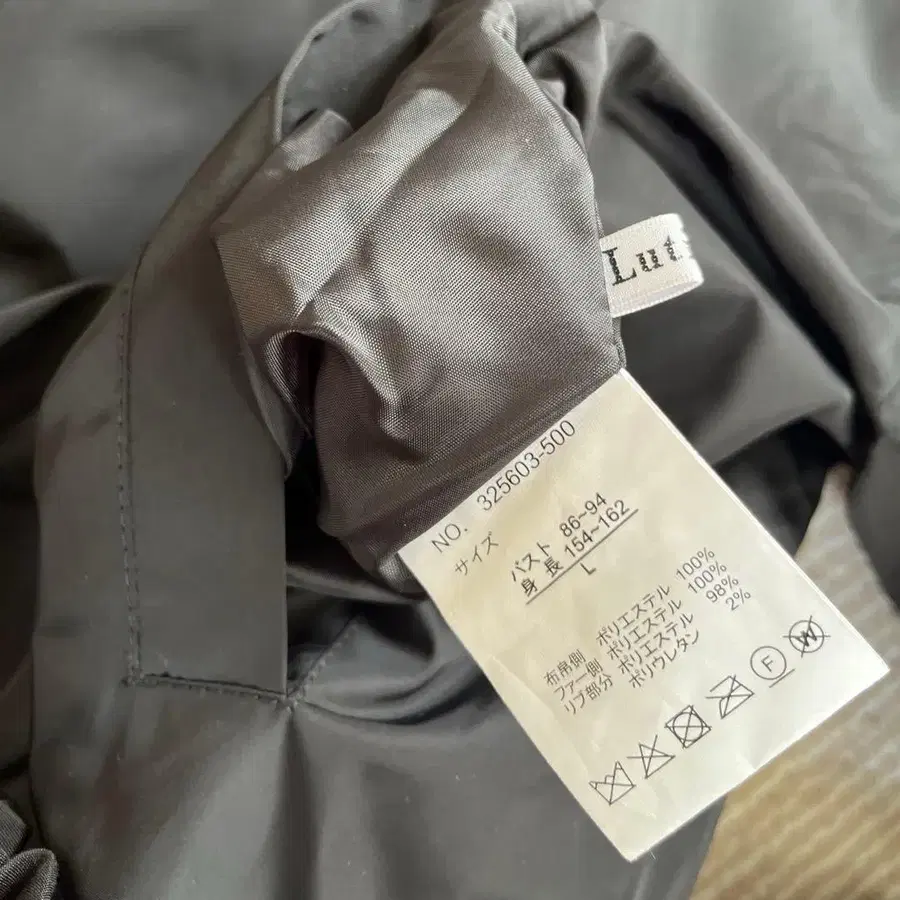 Lut
NO. 325603-500
サイズ
バスト 86~94
身長 154~162
L
布帛側 ポリエステル 100%
ファー側 ポリエステル 100%
リブ部分 ポリエステル 98%
ポリウレタン 2%
F
W